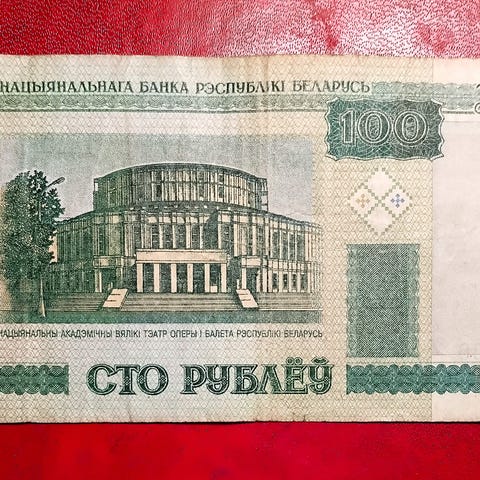 НАЦЫЯНАЛЬНАГА БАНКА РЭСПУБЛІКІ БЕЛАРУСЬ
100
НАЦЫЯНАЛЬНЫ АКАДЭМІЧНЫ ВЯЛІКІ ТЭАТР ОПЕРЫ І БАЛЕТА РЭСПУБЛІКІ БЕЛАРУСЬ
СТО РУБЛЁЎ